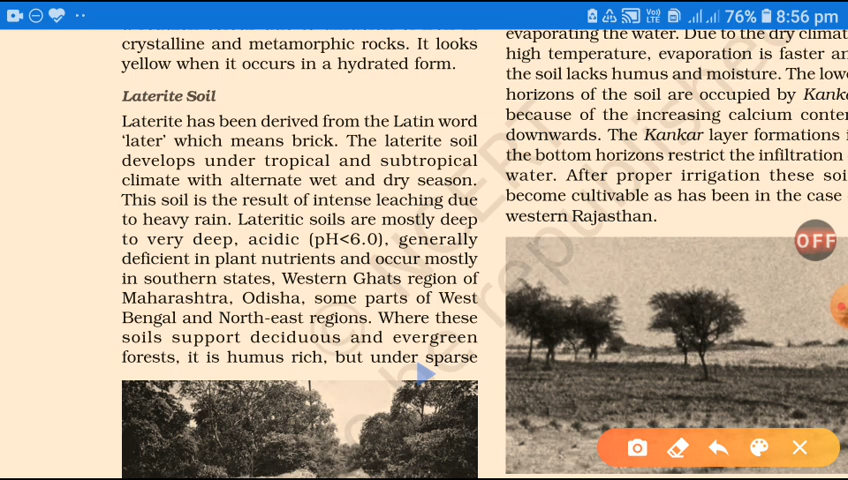 76% 8:56 pm
crystalline and metamorphic rocks. It looks
yellow when it occurs in a hydrated form.
Laterite Soil
Laterite has been derived from the Latin word
‘later’ which means brick. The laterite soil
develops under tropical and subtropical
climate with alternate wet and dry season.
This soil is the result of intense leaching due
to heavy rain. Lateritic soils are mostly deep
to very deep, acidic (pH<6.0), generally
deficient in plant nutrients and occur mostly
in southern states, Western Ghats region of
Maharashtra, Odisha, some parts of West
Bengal and North-east regions. Where these
soils support deciduous and evergreen
forests, it is humus rich, but under sparse
evaporating the water. Due to the dry climat
high temperature, evaporation is faster an
the soil lacks humus and moisture. The lowe
horizons of the soil are occupied by Kanka
because of the increasing calcium conten
downwards. The Kankar layer formations i
the bottom horizons restrict the infiltration
water. After proper irrigation these soi
become cultivable as has been in the case
western Rajasthan.
OFF
© NCERT
be republished